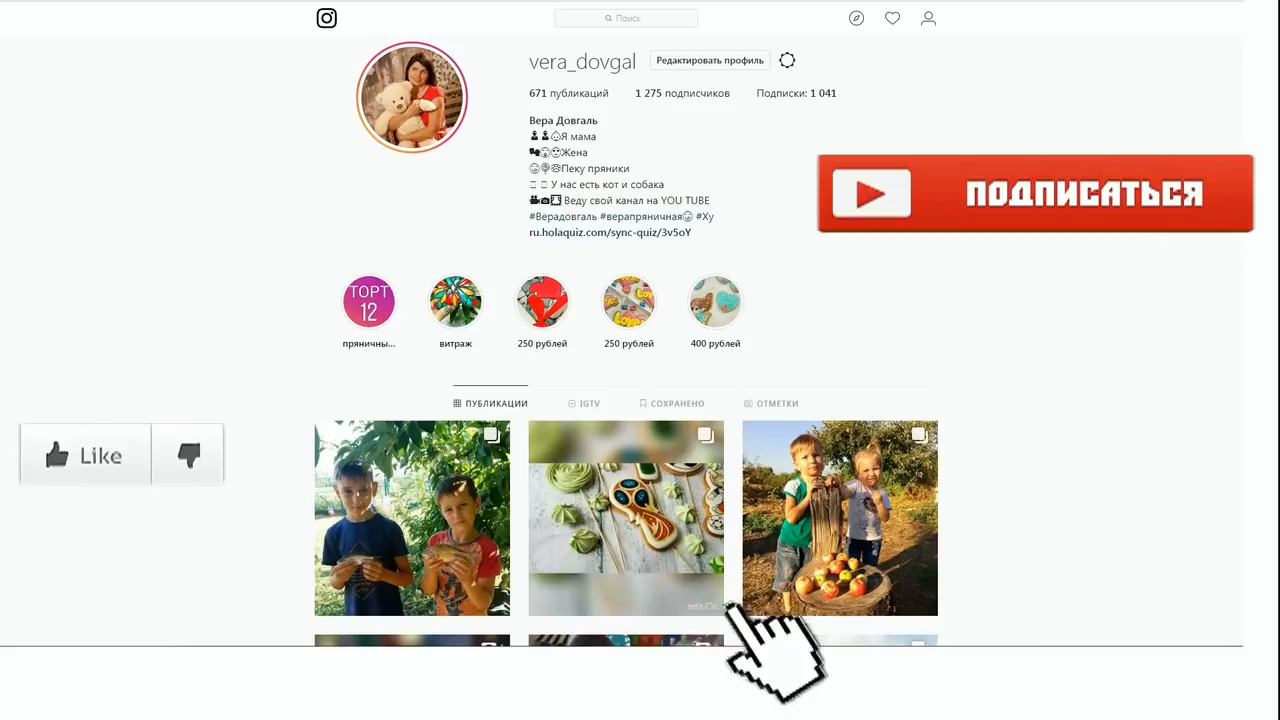 Поиск
vera_dovgal Редактировать профиль
671 публикаций 1 275 подписчиков Подписки: 1 041
Вера Довгаль
Я мама
Жена
Пеку пряники
У нас есть кот и собака
Веду свой канал на YOU TUBE
#Верадовгаль #верапряничная #Ху
ru.holaquiz.com/sync-quiz/3v5oY
ПОДПИСАТЬСЯ
ТОРТ
12
Love
Love
пряничны... витраж 250 рублей 250 рублей 400 рублей
ПУБЛИКАЦИИ IGTV СОХРАНЕНО ОТМЕТКИ
Like